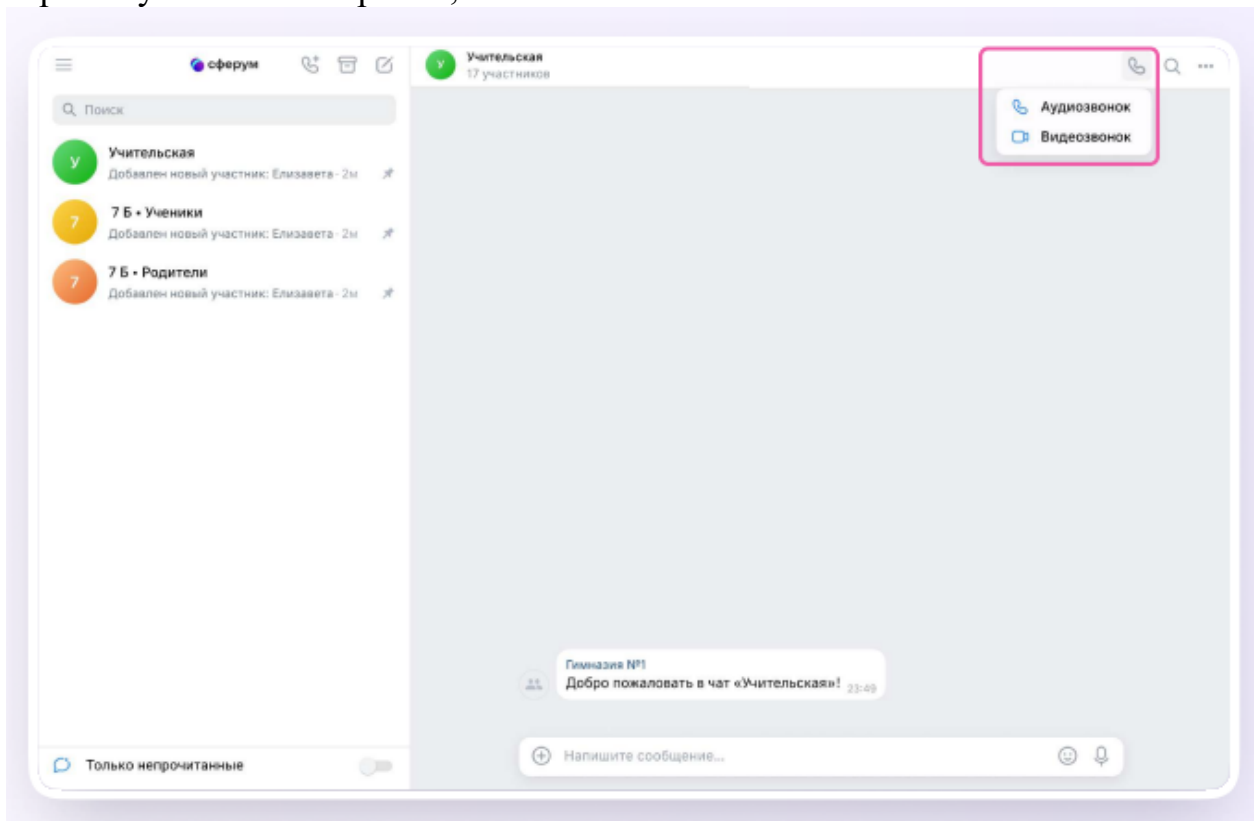 сферум
Поиск
Учительская
Добавлен новый участник: Елизавета · 2м
7 Б • Ученики
Добавлен новый участник: Елизавета · 2м
7 Б • Родители
Добавлен новый участник: Елизавета · 2м
Только непрочитанные
Учительская
17 участников
Аудиозвонок
Видеозвонок
Гимназия №1
Добро пожаловать в чат «Учительская»! 23:49
Напишите сообщение...
У
7
7
У